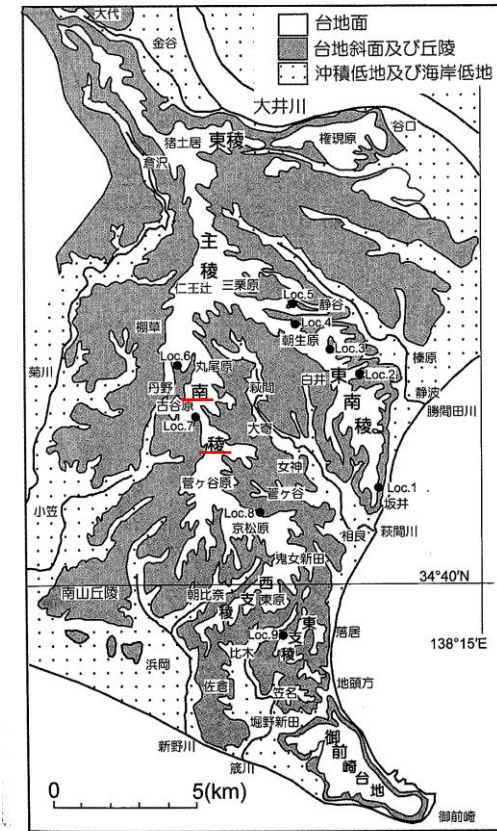 大代
金谷
台地面
台地斜面及び丘陵
沖積低地及び海岸低地
大井川
猪土居
東稜
権現原
谷口
倉沢
主稜
仁王辻
三栗原
Loc.5
静谷
Loc.4
朝生原
棚草
Loc.3
榛原
菊川
Loc.6
丸尾原
萩間
白井
Loc.2
静波
丹野
南稜
東南稜
勝間田川
古谷原
Loc.7
大寄
女神
Loc.1
坂井
小笠
菅ヶ谷原
菅ヶ谷
Loc.8
京松原
相良
萩間川
鬼女新田
34°40′N
南山丘陵
朝比奈
西支稜
東原
東支稜
落居
138°15′E
Loc.9
比木
浜岡
佐倉
笠名
地頭方
堀野新田
新野川
筬川
御前崎台地
御前崎
0
5(km)